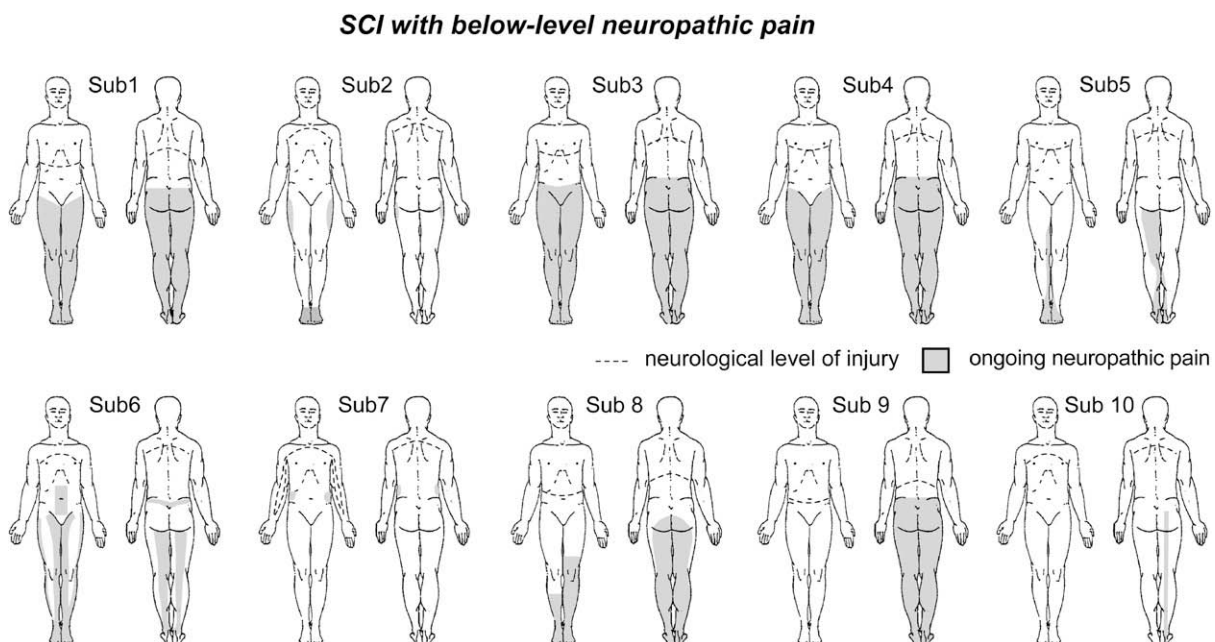 SCI with below-level neuropathic pain
Sub1
Sub2
Sub3
Sub4
Sub5
neurological level of injury
ongoing neuropathic pain
Sub6
Sub7
Sub 8
Sub 9
Sub 10